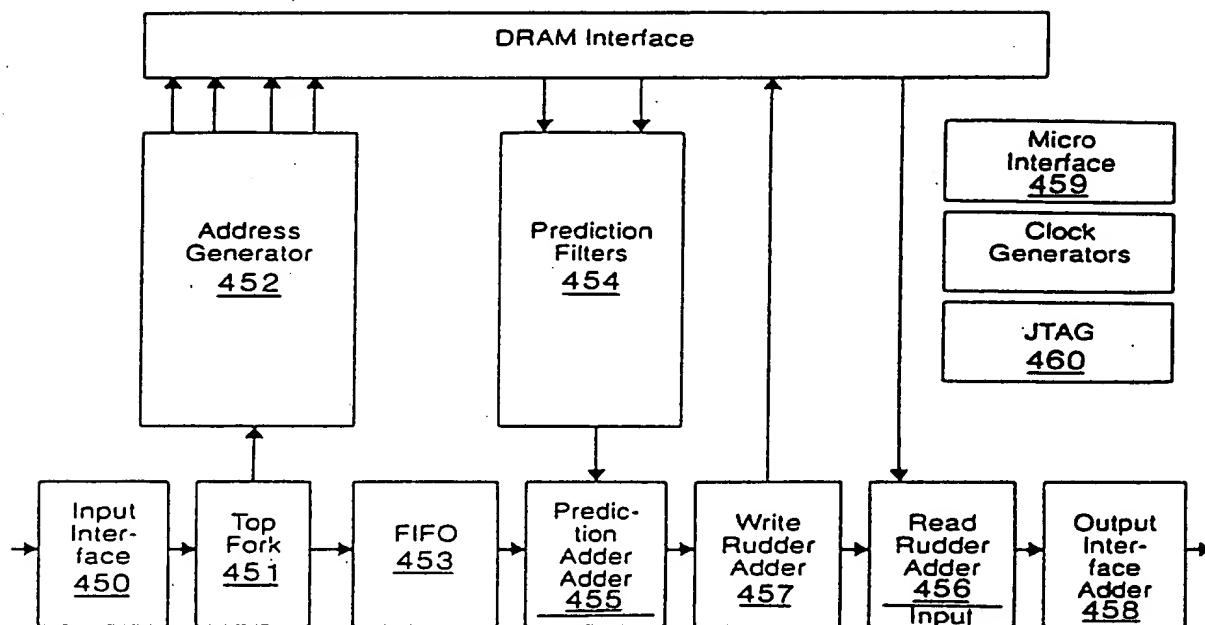 DRAM Interface
Address
Generator
452
Prediction
Filters
454
Micro
Interface
459
Clock
Generators
JTAG
460
Input
Inter-
face
450
Top
Fork
451
FIFO
453
Predic-
tion
Adder
Adder
455
Write
Rudder
Adder
457
Read
Rudder
Adder
456
Input
Output
Inter-
face
Adder
458